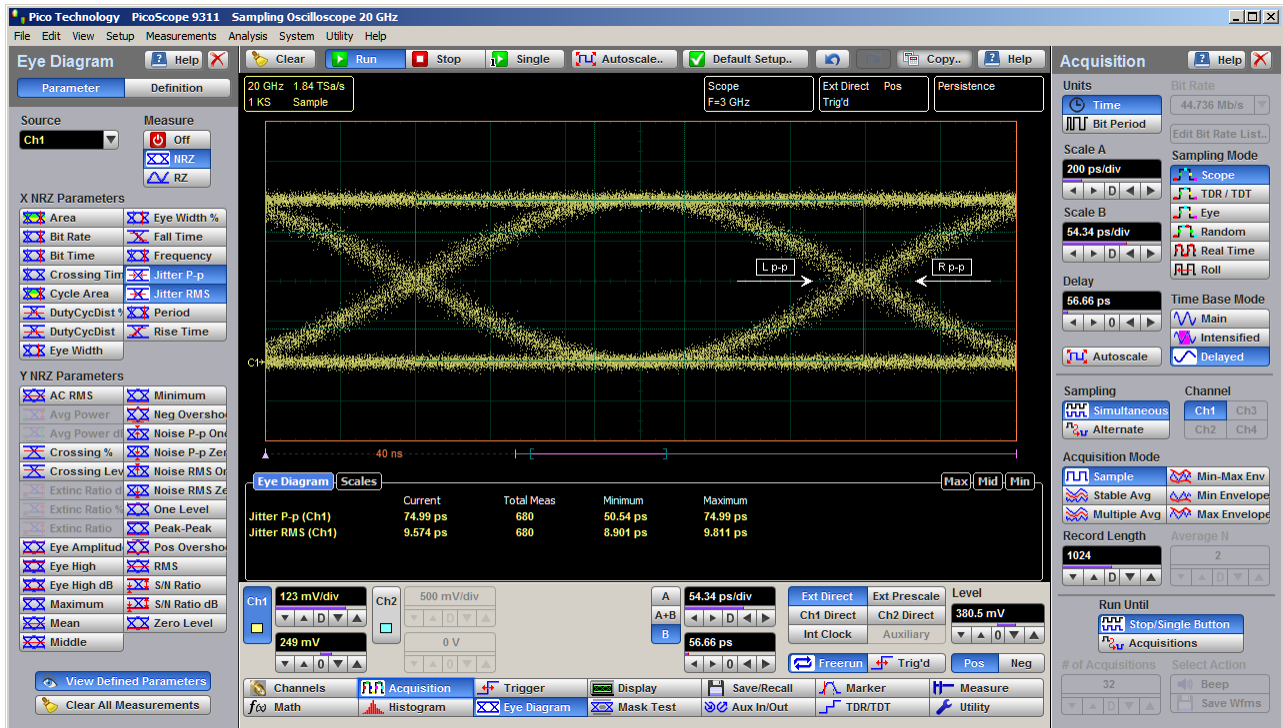 Pico Technology PicoScope 9311 Sampling Oscilloscope 20 GHz
File Edit View Setup Measurements Analysis System Utility Help
Eye Diagram Help
Parameter Definition
Source Measure
Ch1 Off
NRZ
RZ
X NRZ Parameters
Area Eye Width %
Bit Rate Fall Time
Bit Time Frequency
Crossing Tim Jitter P-p
Cycle Area Jitter RMS
DutyCycDist % Period
DutyCycDist Rise Time
Eye Width
Y NRZ Parameters
AC RMS Minimum
Avg Power Neg Oversho
Avg Power dB Noise P-p One
Crossing % Noise P-p Zer
Crossing Lev Noise RMS On
Extinc Ratio d Noise RMS Ze
Extinc Ratio % One Level
Extinc Ratio Peak-Peak
Eye Amplitud Pos Oversho
Eye High RMS
Eye High dB S/N Ratio
Maximum S/N Ratio dB
Mean Zero Level
Middle
View Defined Parameters
Clear All Measurements
Clear Run Stop Single Autoscale.. Default Setup.. Copy.. Help
20 GHz 1.84 TSa/s
1 KS Sample
Scope
F=3 GHz
Ext Direct Pos
Trig'd
Persistence
L p-p R p-p
C1
40 ns
Eye Diagram Scales Max Mid Min
Current Total Meas Minimum Maximum
Jitter P-p (Ch1) 74.99 ps 680 50.54 ps 74.99 ps
Jitter RMS (Ch1) 9.574 ps 680 8.901 ps 9.811 ps
Ch1 123 mV/div Ch2 500 mV/div
D D
249 mV 0 V
0 0
A 54.34 ps/div
A+B D
B 56.66 ps
0
Ext Direct Ext Prescale Level
Ch1 Direct Ch2 Direct 380.5 mV
Int Clock Auxiliary 0
Freerun Trig'd Pos Neg
Channels Acquisition Trigger Display Save/Recall Marker Measure
f(x) Math Histogram Eye Diagram Mask Test Aux In/Out TDR/TDT Utility
Acquisition Help
Units Bit Rate
Time 44.736 Mb/s
Bit Period Edit Bit Rate List..
Scale A Sampling Mode
200 ps/div Scope
D TDR / TDT
Scale B Eye
54.34 ps/div Random
D Real Time
Roll
Delay Time Base Mode
56.66 ps Main
0 Intensified
Autoscale Delayed
Sampling Channel
Simultaneous Ch1 Ch3
Alternate Ch2 Ch4
Acquisition Mode
Sample Min-Max Env
Stable Avg Min Envelope
Multiple Avg Max Envelope
Record Length Average N
1024 2
D D
Run Until
Stop/Single Button
Acquisitions
# of Acquisitions Select Action
32 Beep
D Save Wfms